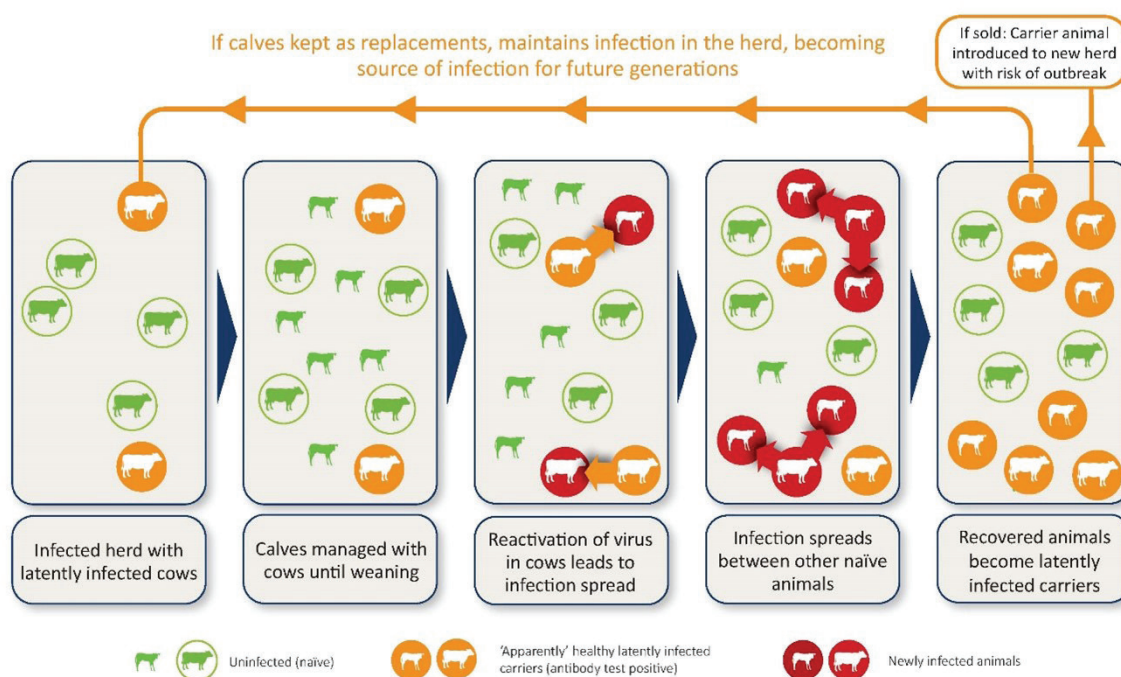 If calves kept as replacements, maintains infection in the herd, becoming
source of infection for future generations
If sold: Carrier animal
introduced to new herd
with risk of outbreak
Infected herd with
latently infected cows
Calves managed with
cows until weaning
Reactivation of virus
in cows leads to
infection spread
Infection spreads
between other naïve
animals
Recovered animals
become latently
infected carriers
Uninfected (naïve)
'Apparently' healthy latently infected
carriers (antibody test positive)
Newly infected animals